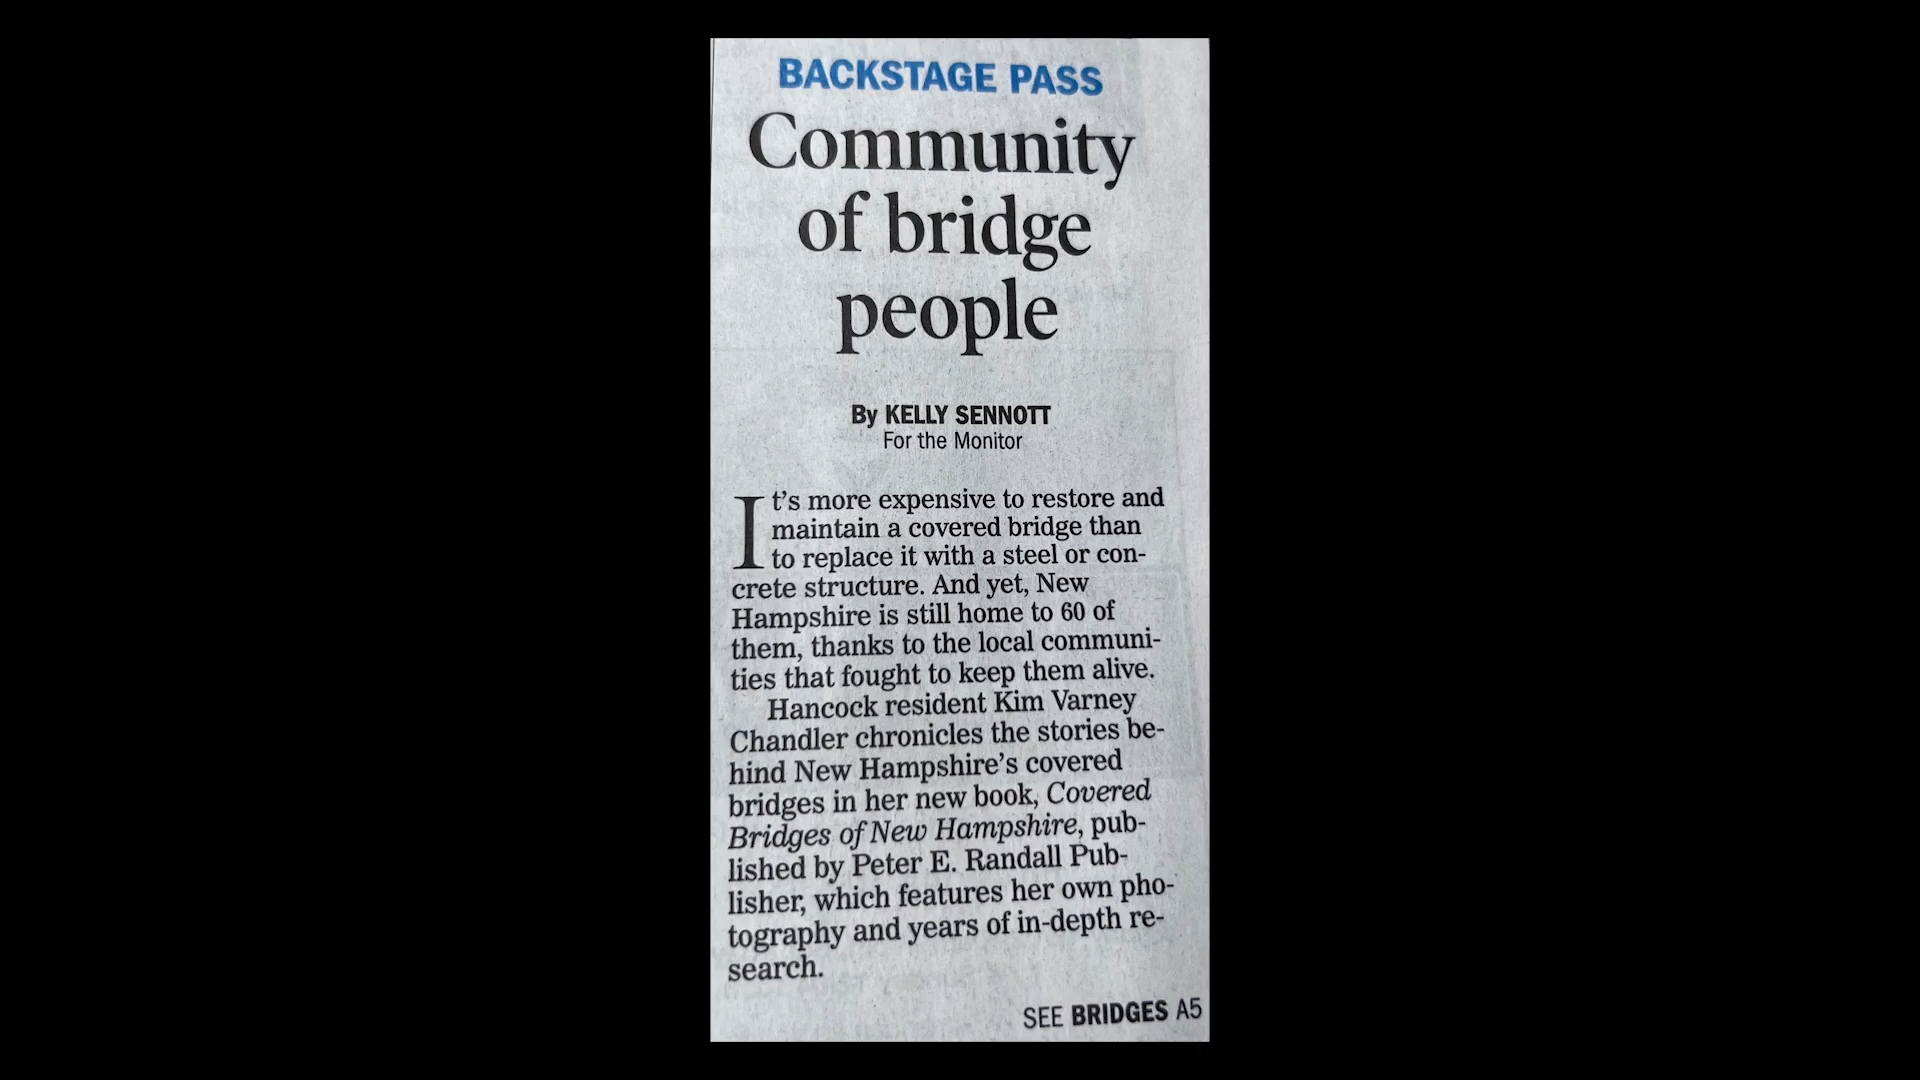 BACKSTAGE PASS
Community
of bridge
people
By KELLY SENNOTT
For the Monitor
It's more expensive to restore and
maintain a covered bridge than
to replace it with a steel or con-
crete structure. And yet, New
Hampshire is still home to 60 of
them, thanks to the local communi-
ties that fought to keep them alive.
Hancock resident Kim Varney
Chandler chronicles the stories be-
hind New Hampshire's covered
bridges in her new book, Covered
Bridges of New Hampshire, pub-
lished by Peter E. Randall Pub-
lisher, which features her own pho-
tography and years of in-depth re-
search.
SEE BRIDGES A5